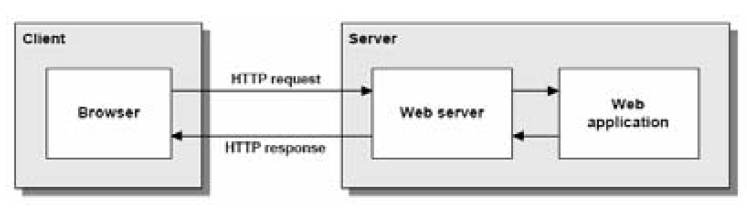 Client
Server
HTTP request
Browser
Web server
Web
application
HTTP response